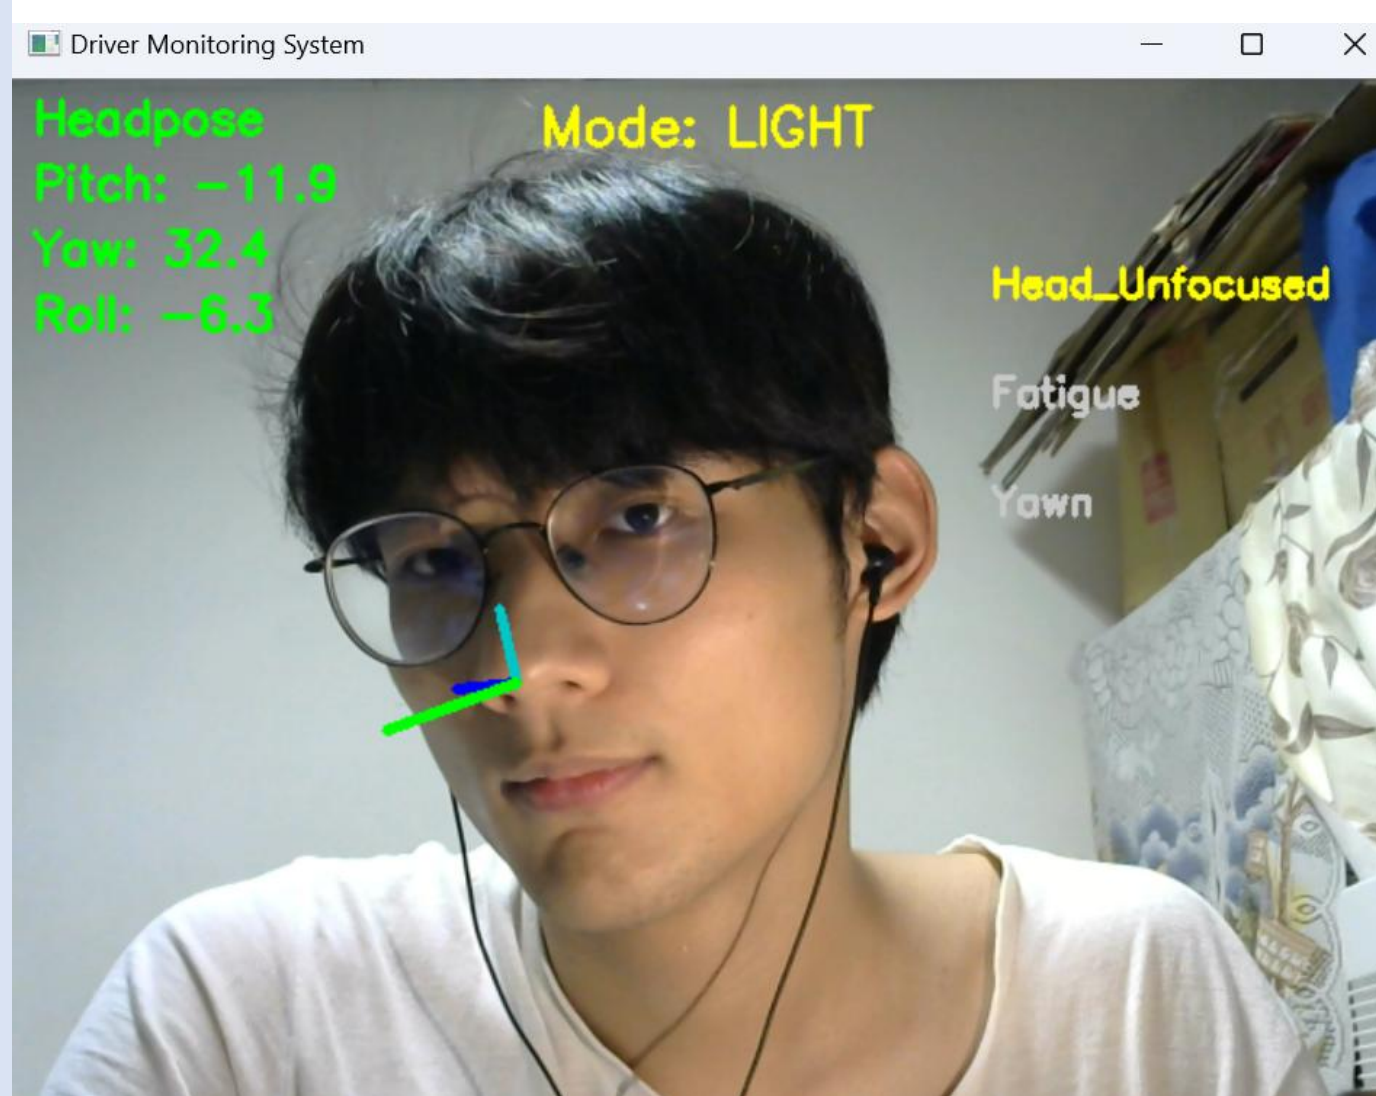 Driver Monitoring System
Headpose
Mode: LIGHT
Pitch: -11.9
Yaw: 32.4
Roll: -6.3
Head_Unfocused
Fatigue
Yawn